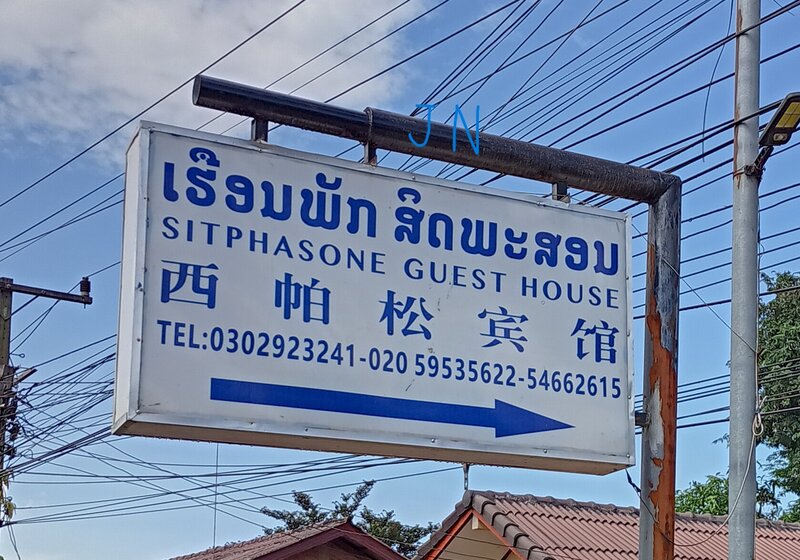 JN
ເຮືອນພັກ ສິດພະສອນ
SITPHASONE GUEST HOUSE
西帕松宾馆
TEL:0302923241-020 59535622-54662615